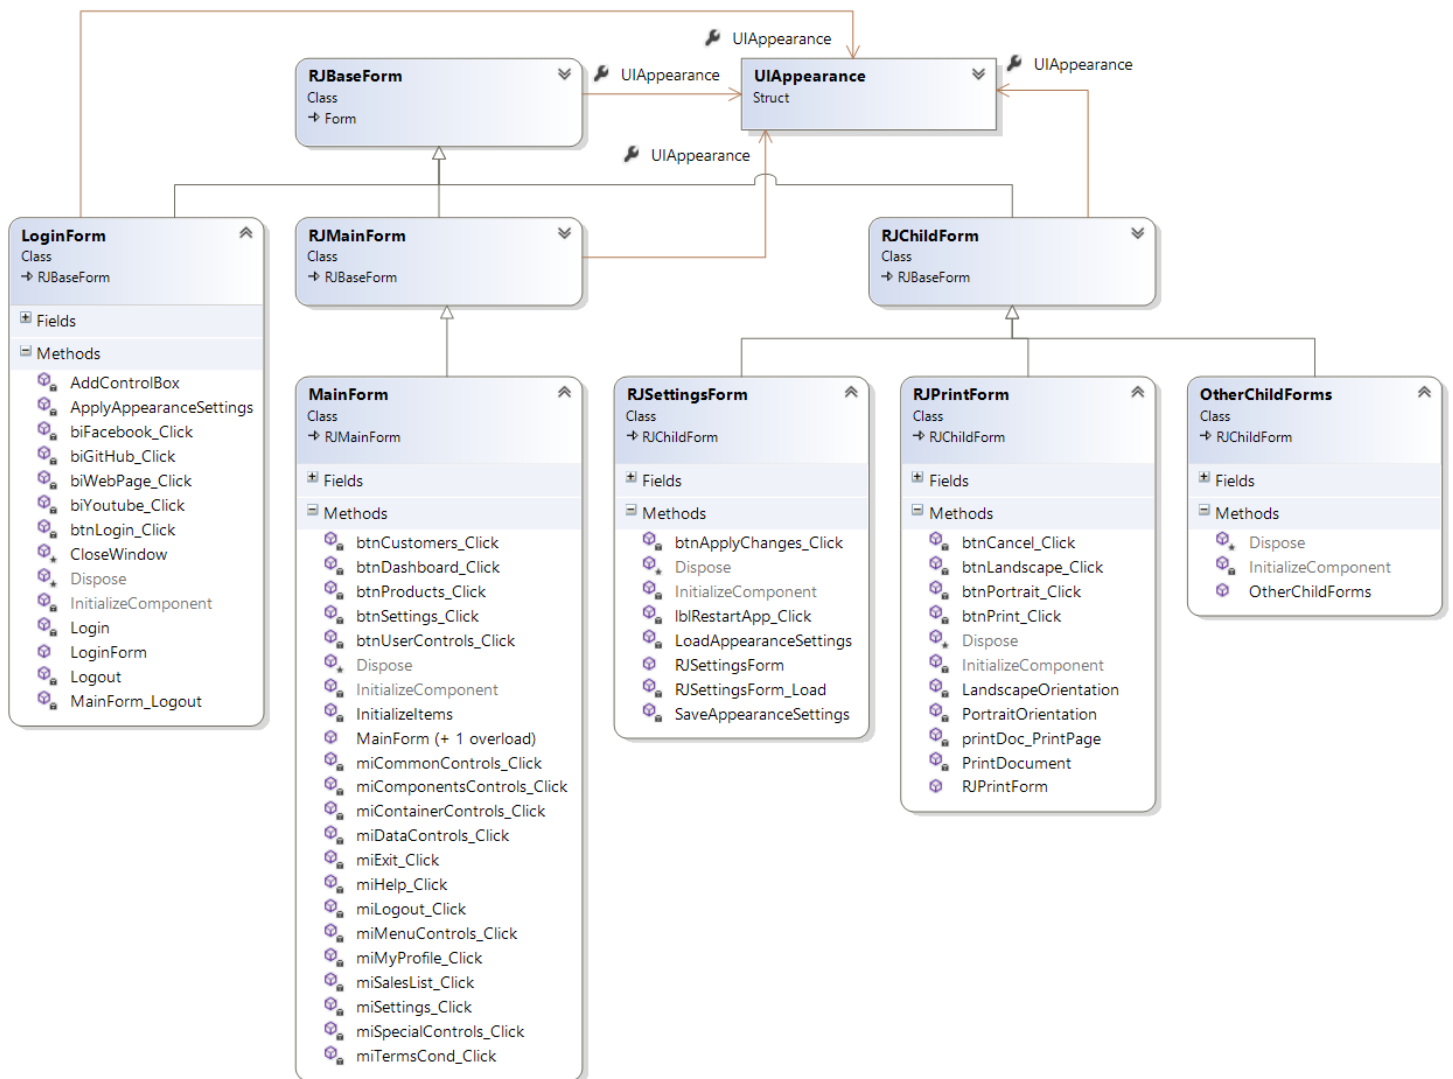 UIAppearance
RJBaseForm
Class
Form
UIAppearance
UIAppearance
Struct
UIAppearance
UIAppearance
LoginForm
Class
RJBaseForm
Fields
Methods
AddControlBox
ApplyAppearanceSettings
biFacebook_Click
biGitHub_Click
biWebPage_Click
biYoutube_Click
btnLogin_Click
CloseWindow
Dispose
InitializeComponent
Login
LoginForm
Logout
MainForm_Logout
RJMainForm
Class
RJBaseForm
RJChildForm
Class
RJBaseForm
MainForm
Class
RJMainForm
Fields
Methods
btnCustomers_Click
btnDashboard_Click
btnProducts_Click
btnSettings_Click
btnUserControls_Click
Dispose
InitializeComponent
InitializeItems
MainForm (+ 1 overload)
miCommonControls_Click
miComponentsControls_Click
miContainerControls_Click
miDataControls_Click
miExit_Click
miHelp_Click
miLogout_Click
miMenuControls_Click
miMyProfile_Click
miSalesList_Click
miSettings_Click
miSpecialControls_Click
miTermsCond_Click
RJSettingsForm
Class
RJChildForm
Fields
Methods
btnApplyChanges_Click
Dispose
InitializeComponent
lblRestartApp_Click
LoadAppearanceSettings
RJSettingsForm
RJSettingsForm_Load
SaveAppearanceSettings
RJPrintForm
Class
RJChildForm
Fields
Methods
btnCancel_Click
btnLandscape_Click
btnPortrait_Click
btnPrint_Click
Dispose
InitializeComponent
LandscapeOrientation
PortraitOrientation
printDoc_PrintPage
PrintDocument
RJPrintForm
OtherChildForms
Class
RJChildForm
Fields
Methods
Dispose
InitializeComponent
OtherChildForms